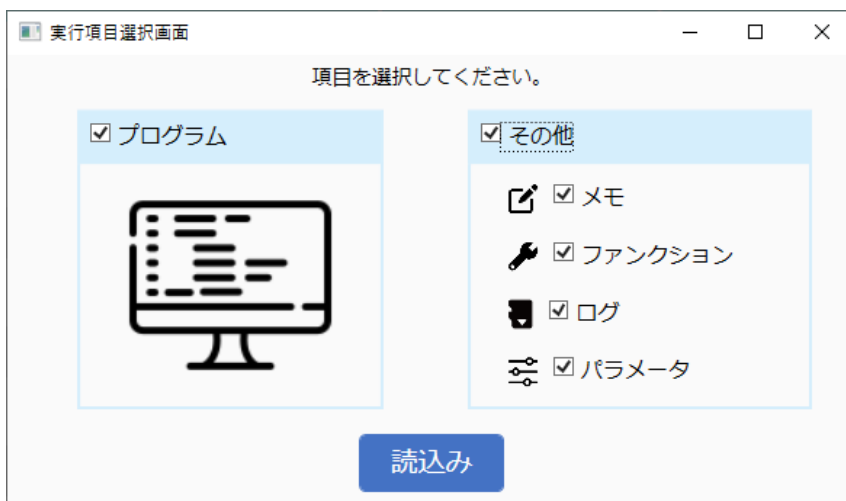 実行項目選択画面
項目を選択してください。
プログラム
その他
メモ
ファンクション
ログ
パラメータ
読込み